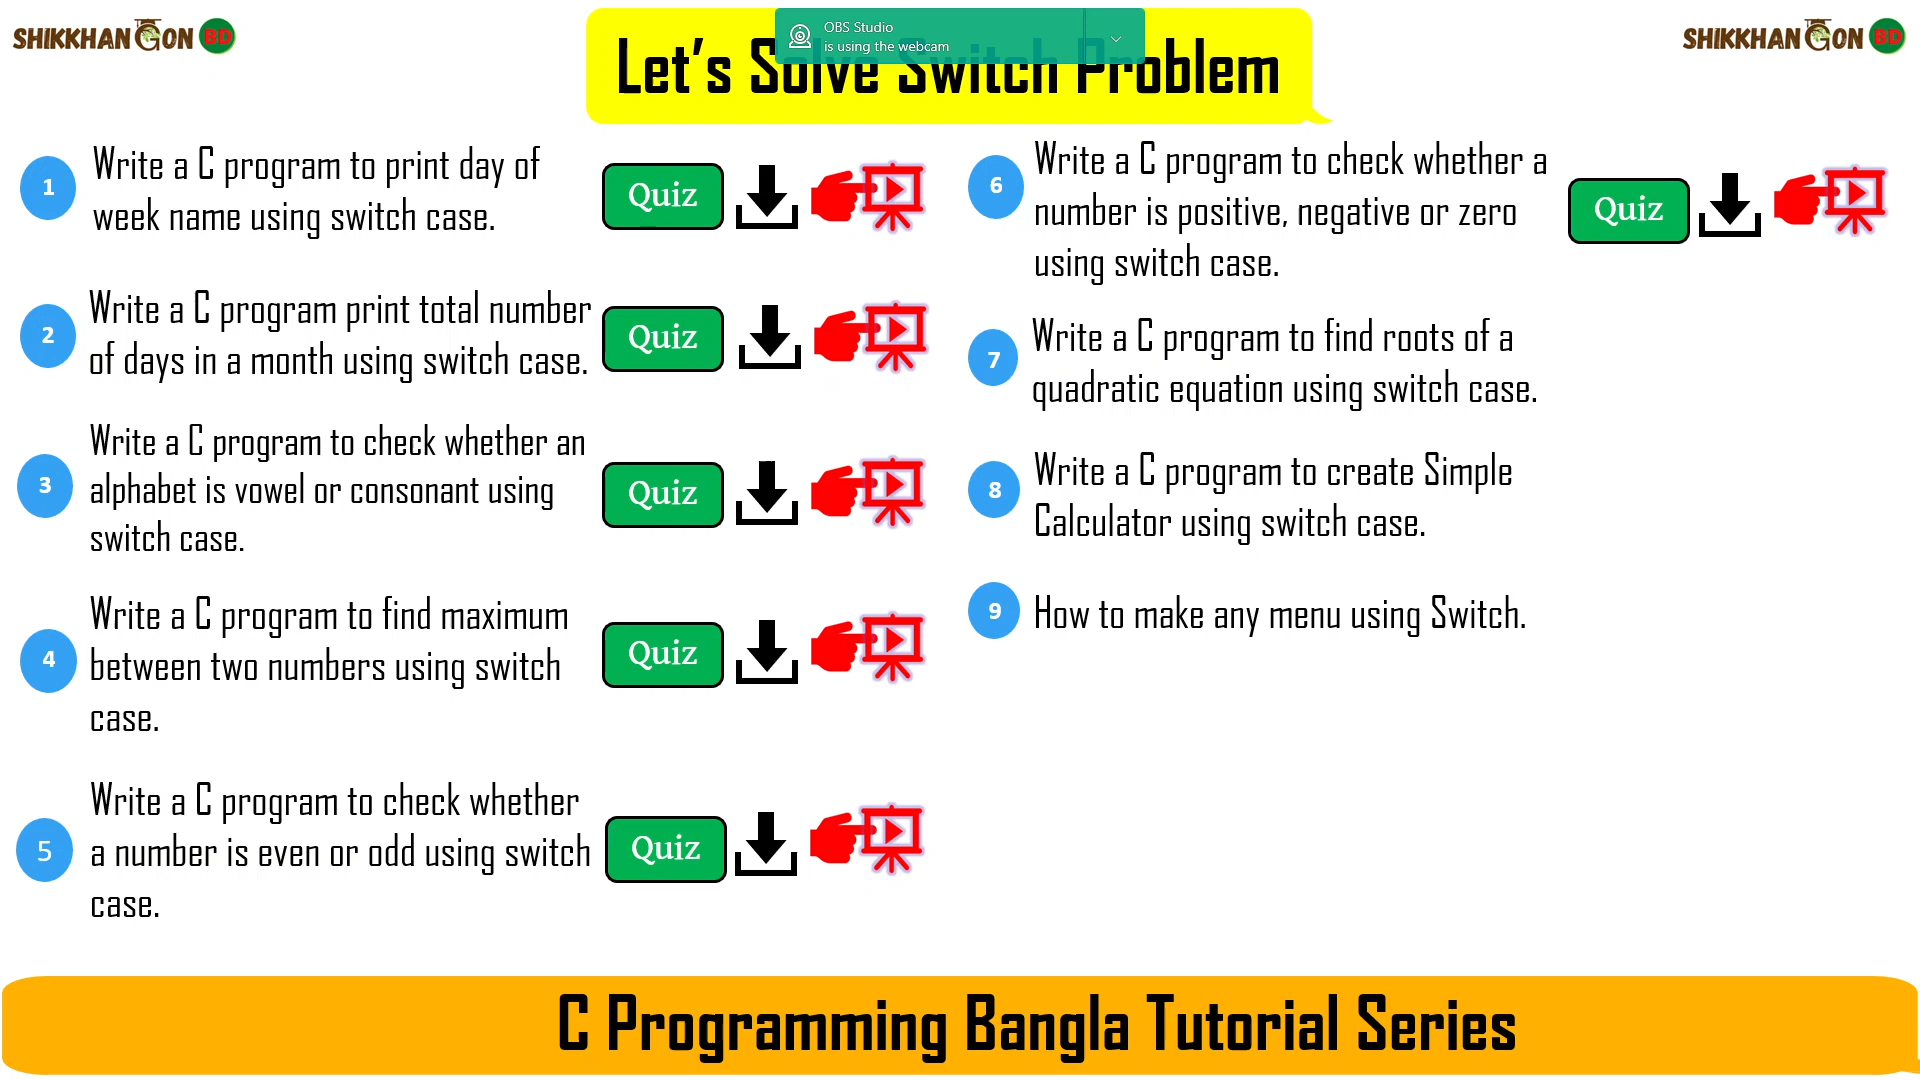 SHIKKHANGON BD
OBS Studio
is using the webcam
SHIKKHANGON BD
Let's Solve Switch Problem
1
Write a C program to print day of
week name using switch case.
Quiz
2
Write a C program print total number
of days in a month using switch case.
Quiz
3
Write a C program to check whether an
alphabet is vowel or consonant using
switch case.
Quiz
4
Write a C program to find maximum
between two numbers using switch
case.
Quiz
5
Write a C program to check whether
a number is even or odd using switch
case.
Quiz
6
Write a C program to check whether a
number is positive, negative or zero
using switch case.
Quiz
7
Write a C program to find roots of a
quadratic equation using switch case.
8
Write a C program to create Simple
Calculator using switch case.
9
How to make any menu using Switch.
C Programming Bangla Tutorial Series